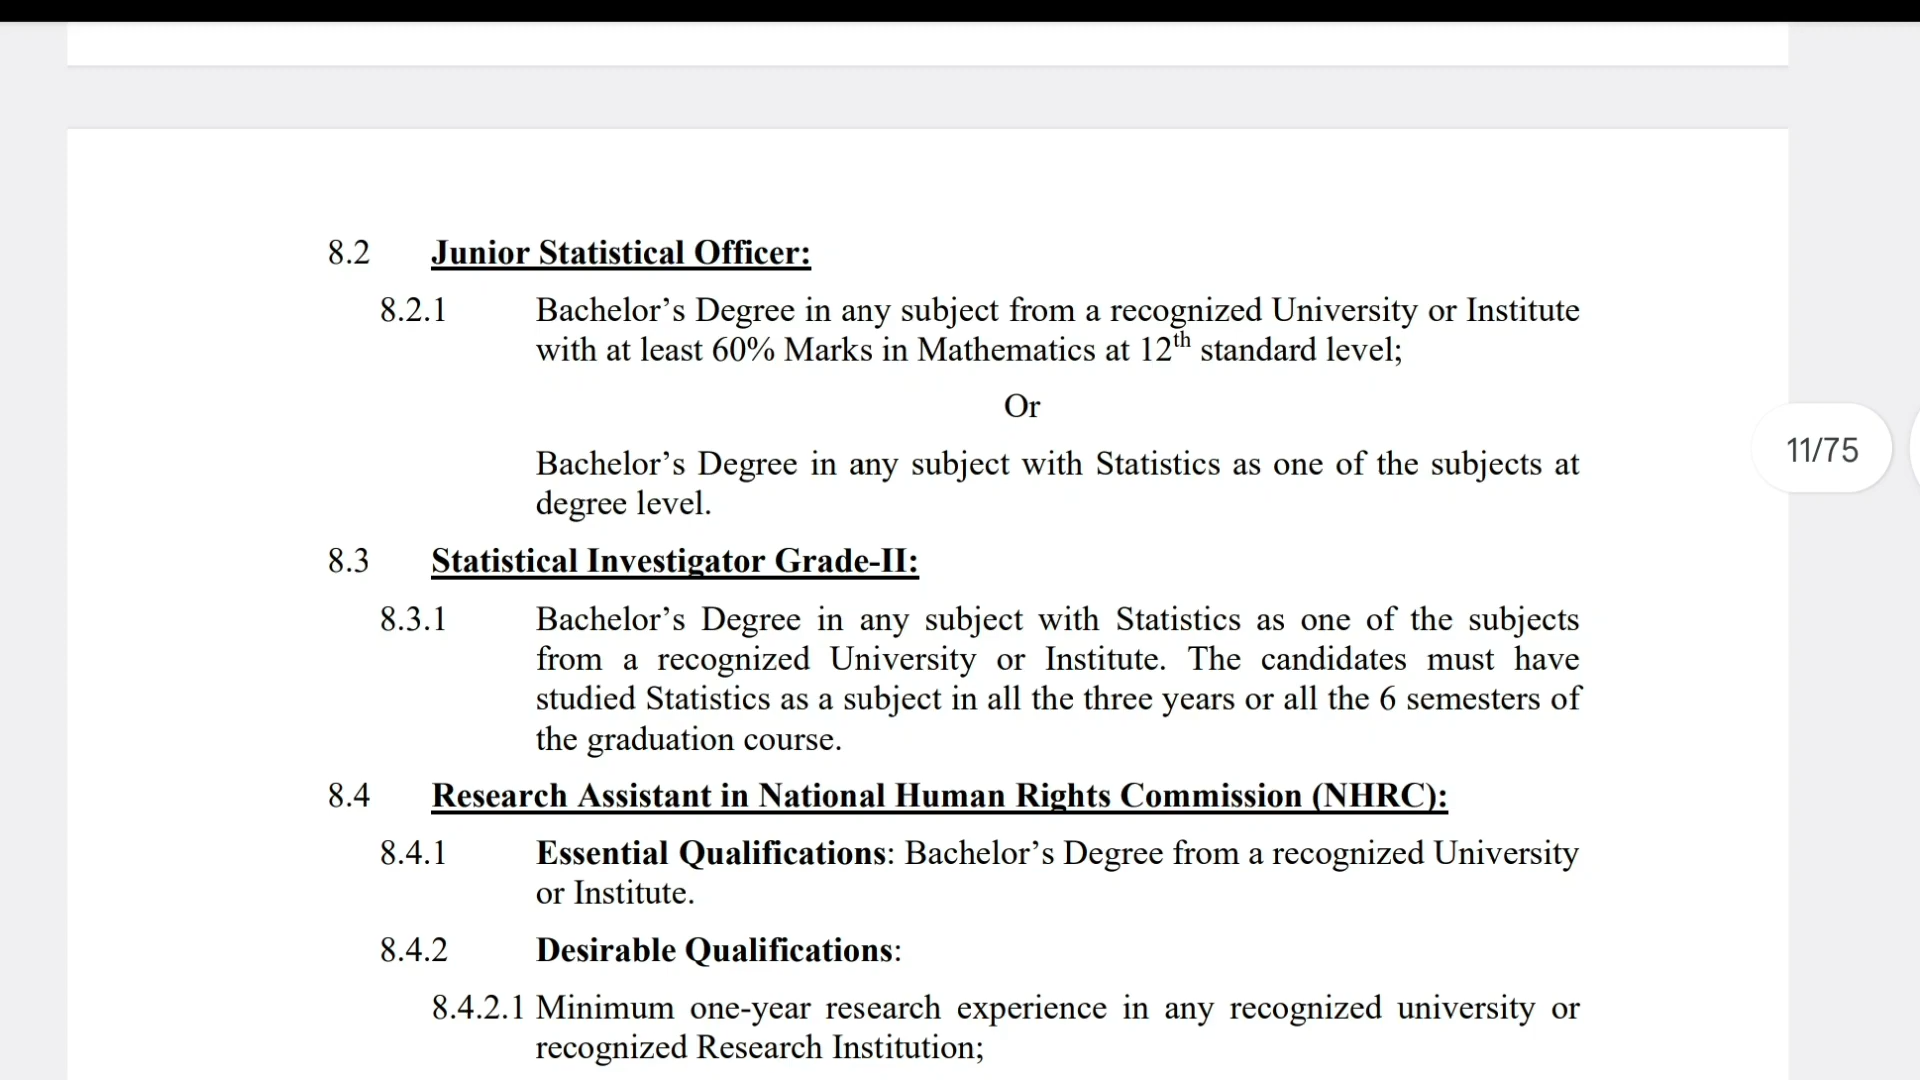 8.2 Junior Statistical Officer:
8.2.1 Bachelor’s Degree in any subject from a recognized University or Institute
with at least 60% Marks in Mathematics at 12th standard level;
Or
Bachelor’s Degree in any subject with Statistics as one of the subjects at
degree level.
11/75
8.3 Statistical Investigator Grade-II:
8.3.1 Bachelor’s Degree in any subject with Statistics as one of the subjects
from a recognized University or Institute. The candidates must have
studied Statistics as a subject in all the three years or all the 6 semesters of
the graduation course.
8.4 Research Assistant in National Human Rights Commission (NHRC):
8.4.1 Essential Qualifications: Bachelor’s Degree from a recognized University
or Institute.
8.4.2 Desirable Qualifications:
8.4.2.1 Minimum one-year research experience in any recognized university or
recognized Research Institution;